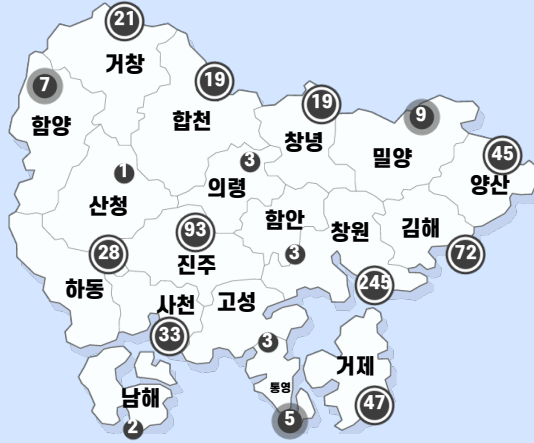 21
거창
7
함양
19
합천
19
창녕
9
밀양
45
양산
1
산청
3
의령
함안
3
창원
김해
72
93
진주
28
하동
245
사천
33
고성
3
거제
47
통영
5
남해
2